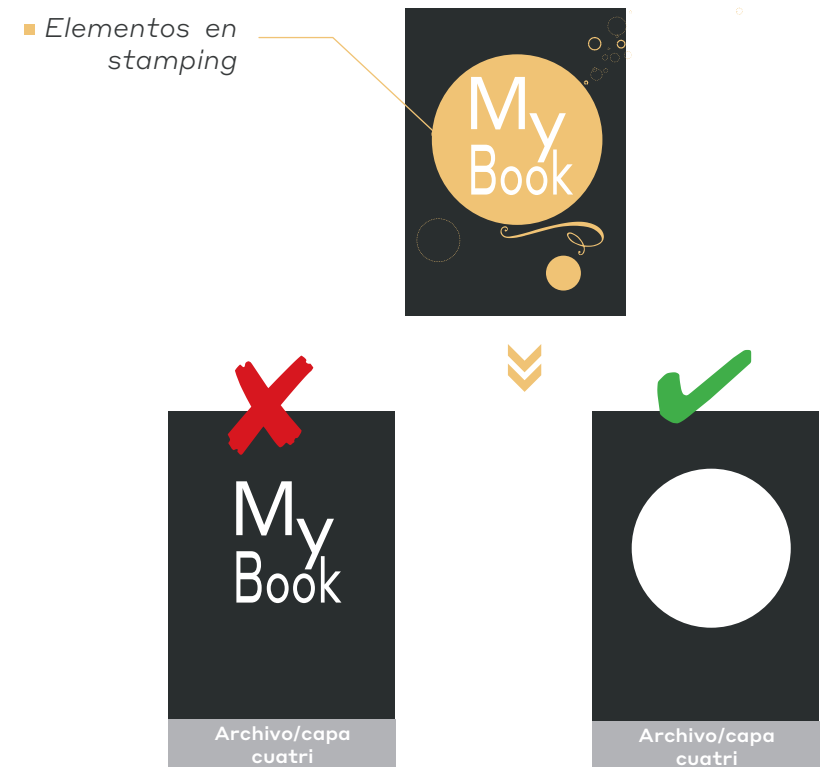 Elementos en
stamping
My
Book
My
Book
Archivo/capa
cuatri
Archivo/capa
cuatri